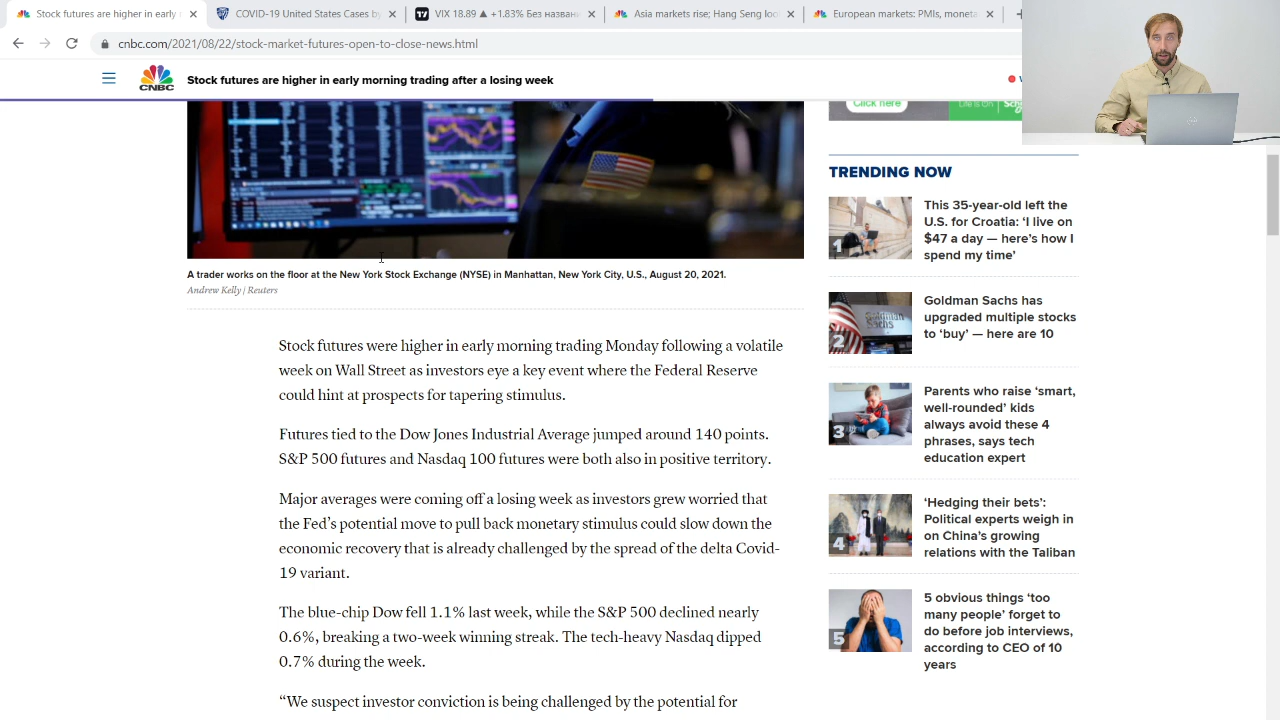 Stock futures are higher in early
COVID-19 United States Cases by
VIX 18.89 ▲ +1.83% Без назван
Asia markets rise; Hang Seng loo
European markets: PMIs, moneta
cnbc.com/2021/08/22/stock-market-futures-open-to-close-news.html
CNBC
Stock futures are higher in early morning trading after a losing week
Click here
Life Is On
TRENDING NOW
A trader works on the floor at the New York Stock Exchange (NYSE) in Manhattan, New York City, U.S., August 20, 2021.
Andrew Kelly | Reuters
Stock futures were higher in early morning trading Monday following a volatile
week on Wall Street as investors eye a key event where the Federal Reserve
could hint at prospects for tapering stimulus.
Futures tied to the Dow Jones Industrial Average jumped around 140 points.
S&P 500 futures and Nasdaq 100 futures were both also in positive territory.
Major averages were coming off a losing week as investors grew worried that
the Fed’s potential move to pull back monetary stimulus could slow down the
economic recovery that is already challenged by the spread of the delta Covid-
19 variant.
The blue-chip Dow fell 1.1% last week, while the S&P 500 declined nearly
0.6%, breaking a two-week winning streak. The tech-heavy Nasdaq dipped
0.7% during the week.
“We suspect investor conviction is being challenged by the potential for
1
This 35-year-old left the
U.S. for Croatia: ‘I live on
$47 a day — here’s how I
spend my time’
2
Goldman Sachs has
upgraded multiple stocks
to ‘buy’ — here are 10
3
Parents who raise ‘smart,
well-rounded’ kids
always avoid these 4
phrases, says tech
education expert
4
‘Hedging their bets’:
Political experts weigh in
on China’s growing
relations with the Taliban
5
5 obvious things ‘too
many people’ forget to
do before job interviews,
according to CEO of 10
years